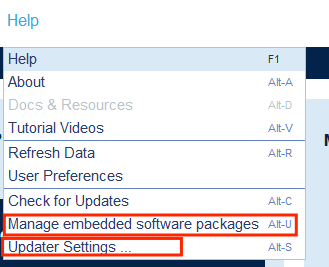 Help
Help F1
About Alt-A
Docs & Resources Alt-D
Tutorial Videos Alt-V
Refresh Data Alt-R
User Preferences
Check for Updates Alt-C
Manage embedded software packages Alt-U
Updater Settings ... Alt-S